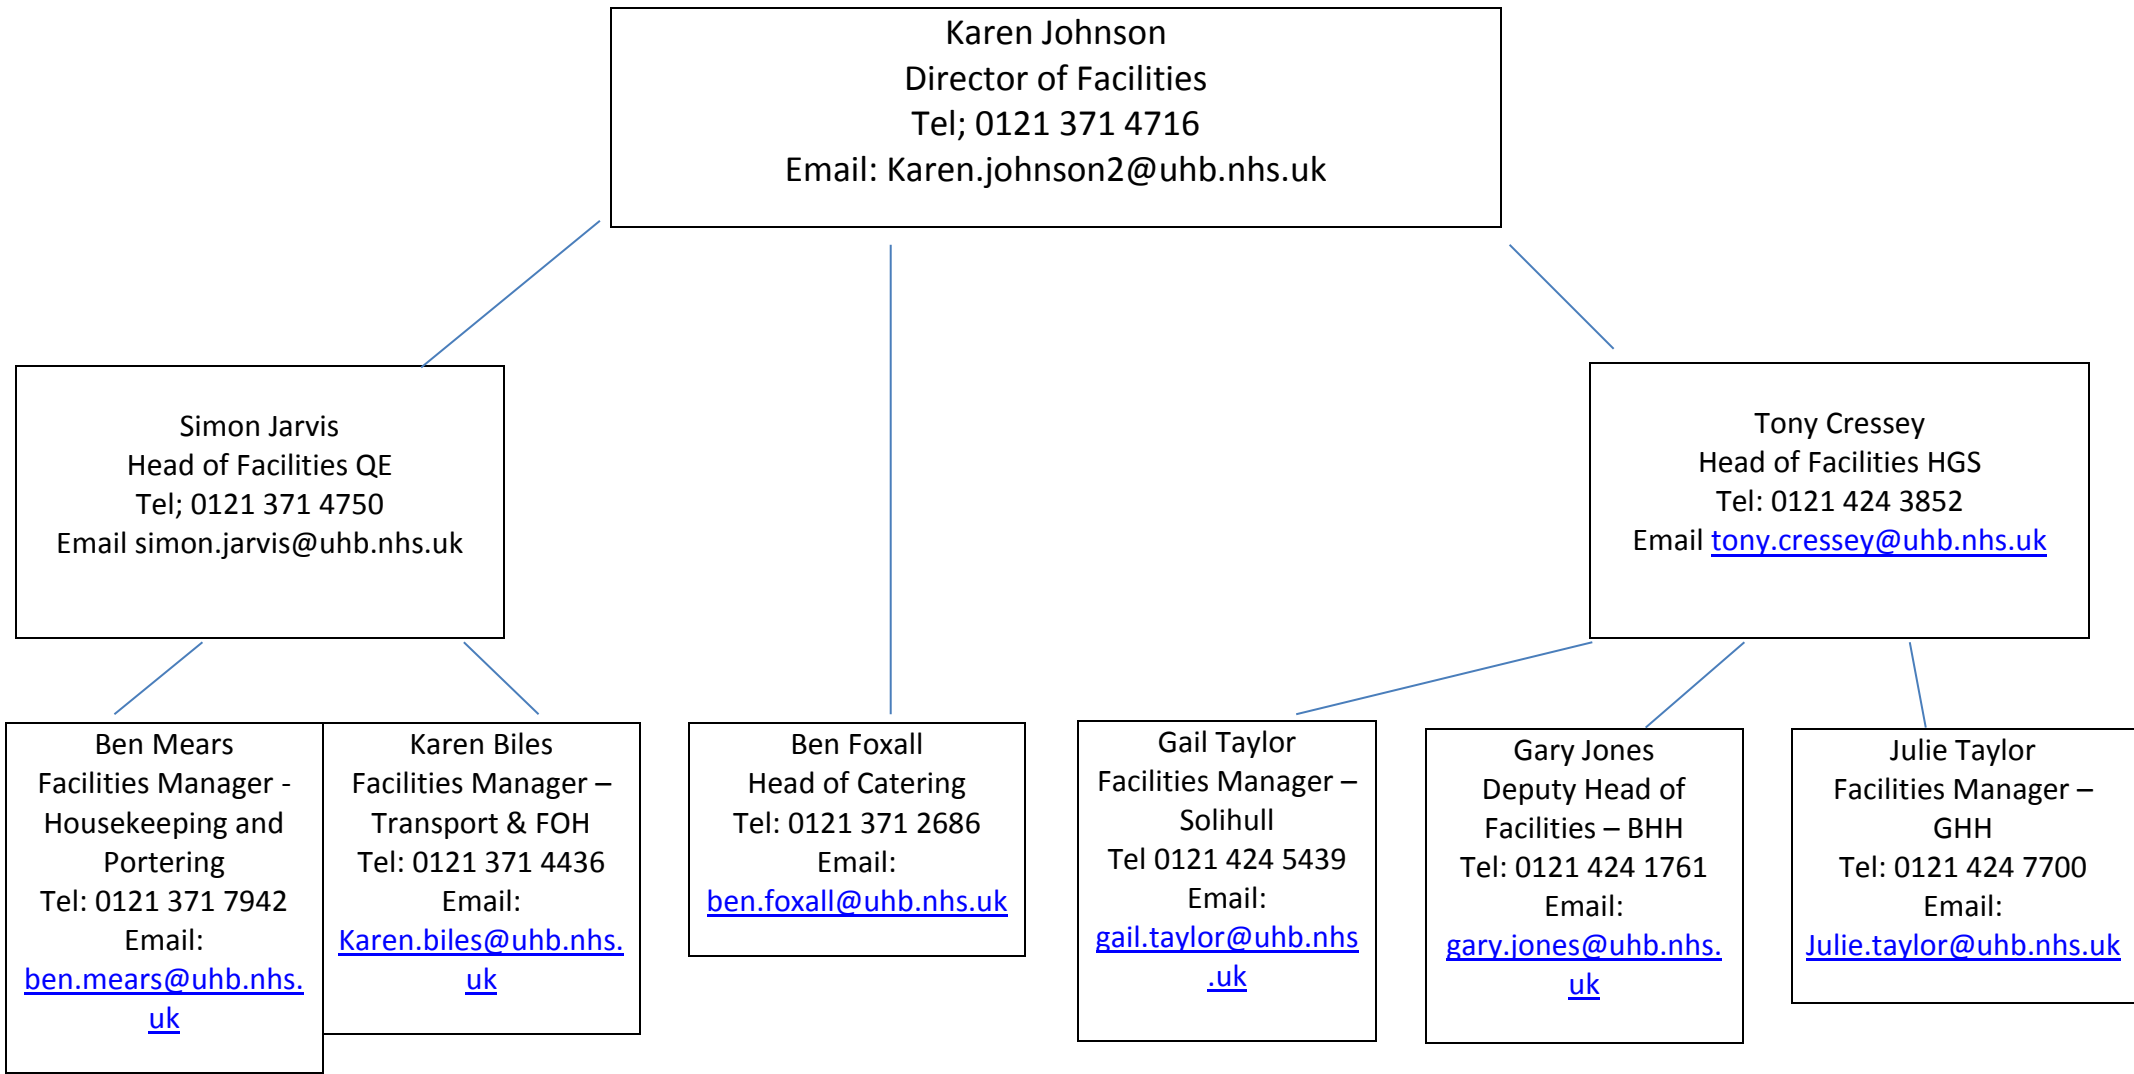 Karen Johnson
Director of Facilities
Tel; 0121 371 4716
Email: Karen.johnson2@uhb.nhs.uk
Simon Jarvis
Head of Facilities QE
Tel; 0121 371 4750
Email simon.jarvis@uhb.nhs.uk
Tony Cressey
Head of Facilities HGS
Tel: 0121 424 3852
Email tony.cressey@uhb.nhs.uk
Ben Mears
Facilities Manager -
Housekeeping and
Portering
Tel: 0121 371 7942
Email:
ben.mears@uhb.nhs.
uk
Karen Biles
Facilities Manager –
Transport & FOH
Tel: 0121 371 4436
Email:
Karen.biles@uhb.nhs.
uk
Ben Foxall
Head of Catering
Tel: 0121 371 2686
Email:
ben.foxall@uhb.nhs.uk
Gail Taylor
Facilities Manager –
Solihull
Tel 0121 424 5439
Email:
gail.taylor@uhb.nhs
.uk
Gary Jones
Deputy Head of
Facilities – BHH
Tel: 0121 424 1761
Email:
gary.jones@uhb.nhs.
uk
Julie Taylor
Facilities Manager –
GHH
Tel: 0121 424 7700
Email:
Julie.taylor@uhb.nhs.uk